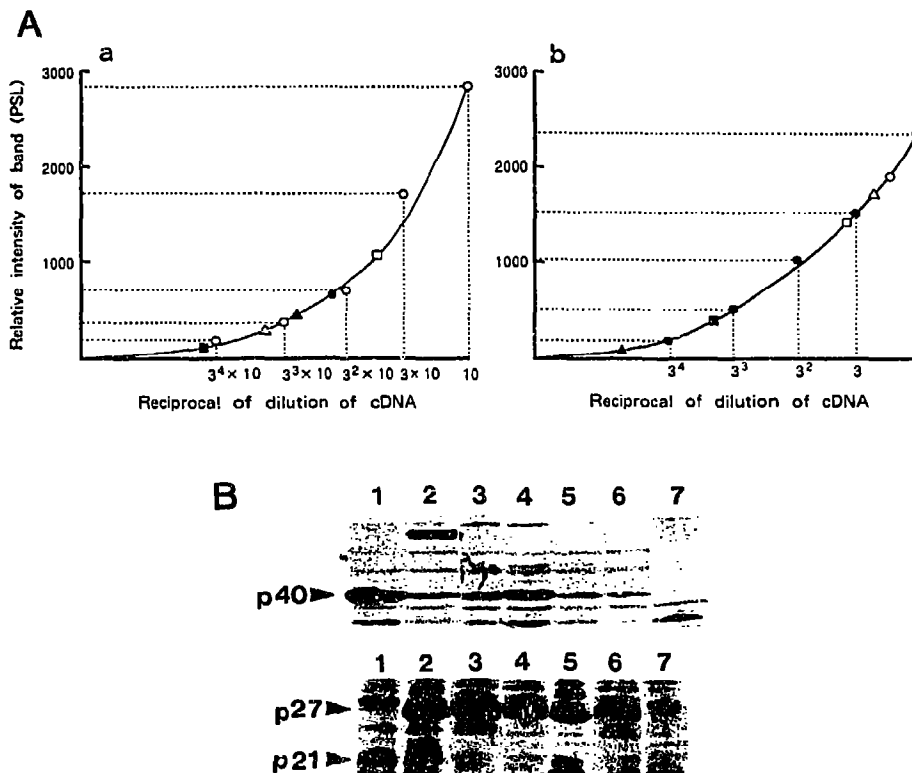 A
a
b
Relative intensity of band (PSL)
3000
2000
1000
3⁴ × 10
3³ × 10
3² × 10
3 × 10
10
Reciprocal of dilution of cDNA
3000
2000
1000
3⁴
3³
3²
3
Reciprocal of dilution of cDNA
B
1 2 3 4 5 6 7
p40
1 2 3 4 5 6 7
p27
p21